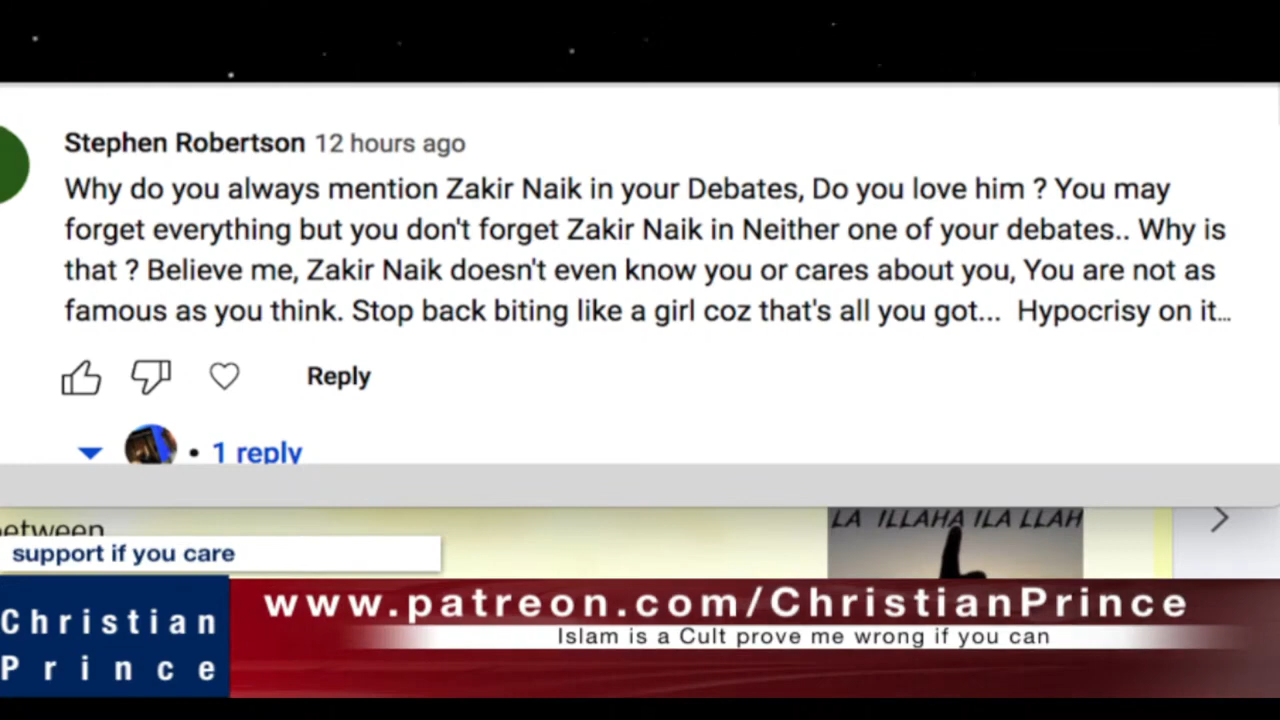 Stephen Robertson 12 hours ago
Why do you always mention Zakir Naik in your Debates, Do you love him ? You may
forget everything but you don't forget Zakir Naik in Neither one of your debates.. Why is
that ? Believe me, Zakir Naik doesn't even know you or cares about you, You are not as
famous as you think. Stop back biting like a girl coz that's all you got... Hypocrisy on it...
Reply
• 1 reply
LA ILLAHA ILA LLAH
support if you care
Christian
Prince
www.patreon.com/ChristianPrince
Islam is a Cult prove me wrong if you can